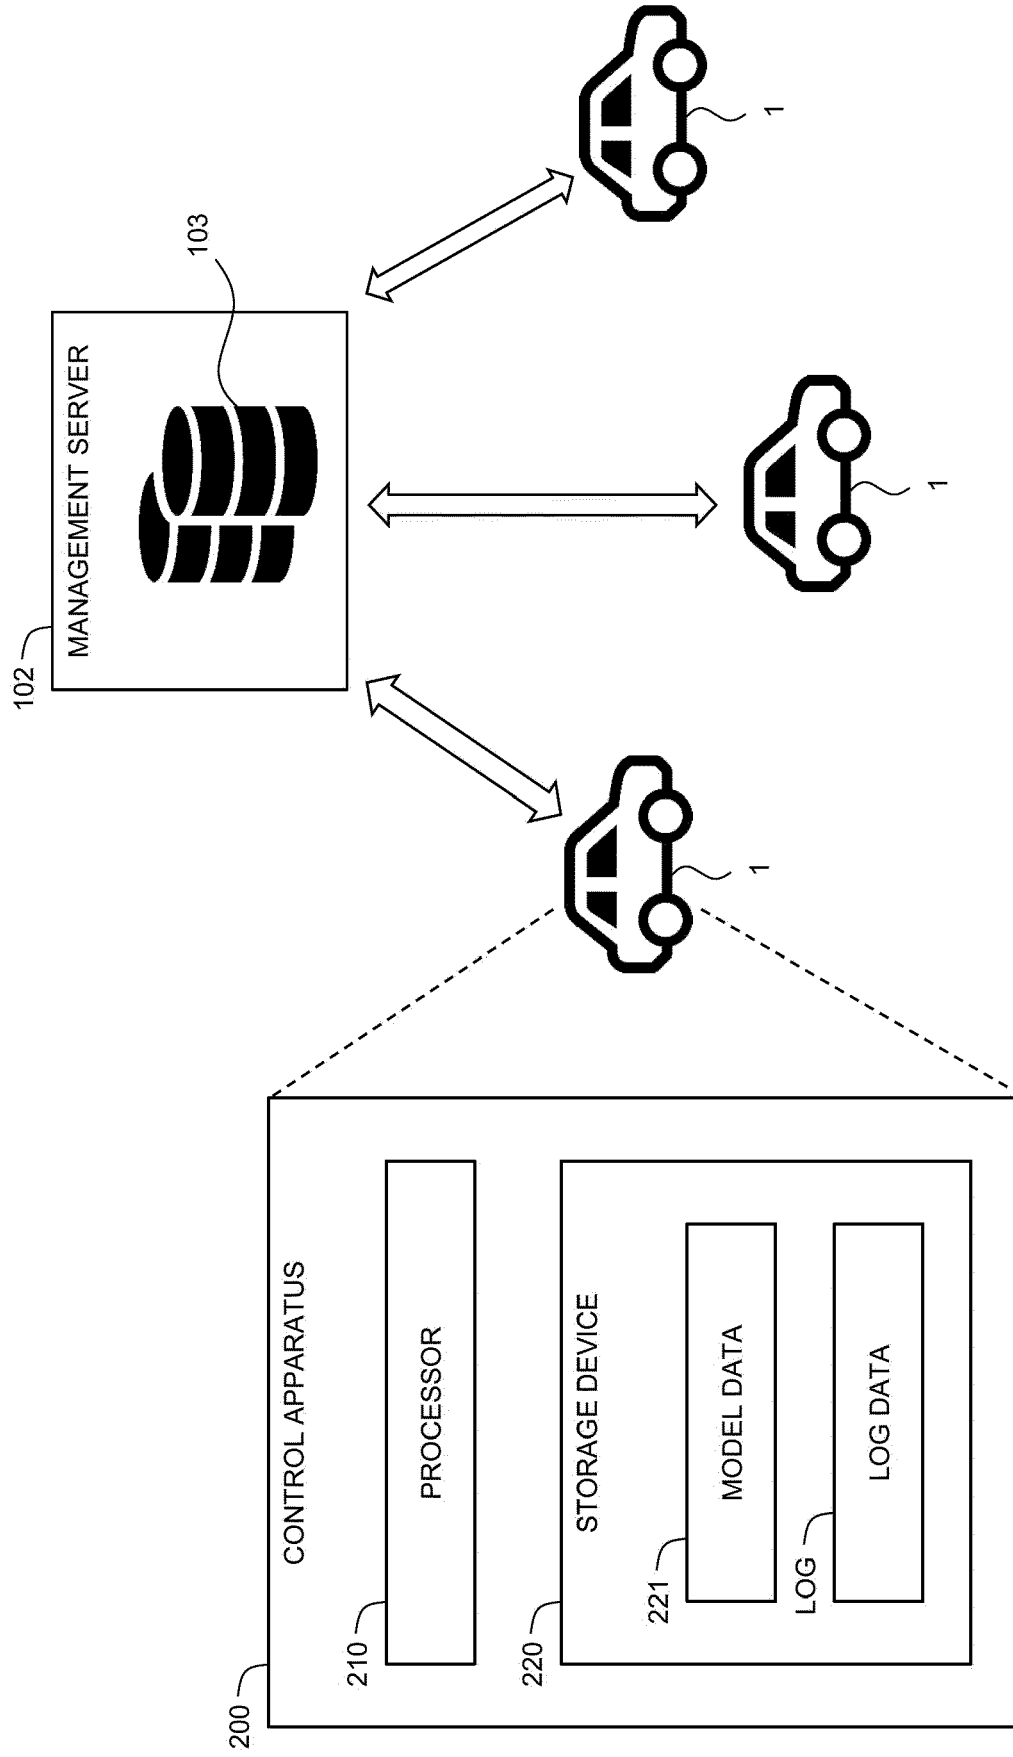 102
MANAGEMENT SERVER
103
1
1
1
200
CONTROL APPARATUS
210
PROCESSOR
220
STORAGE DEVICE
221
MODEL DATA
LOG
LOG DATA